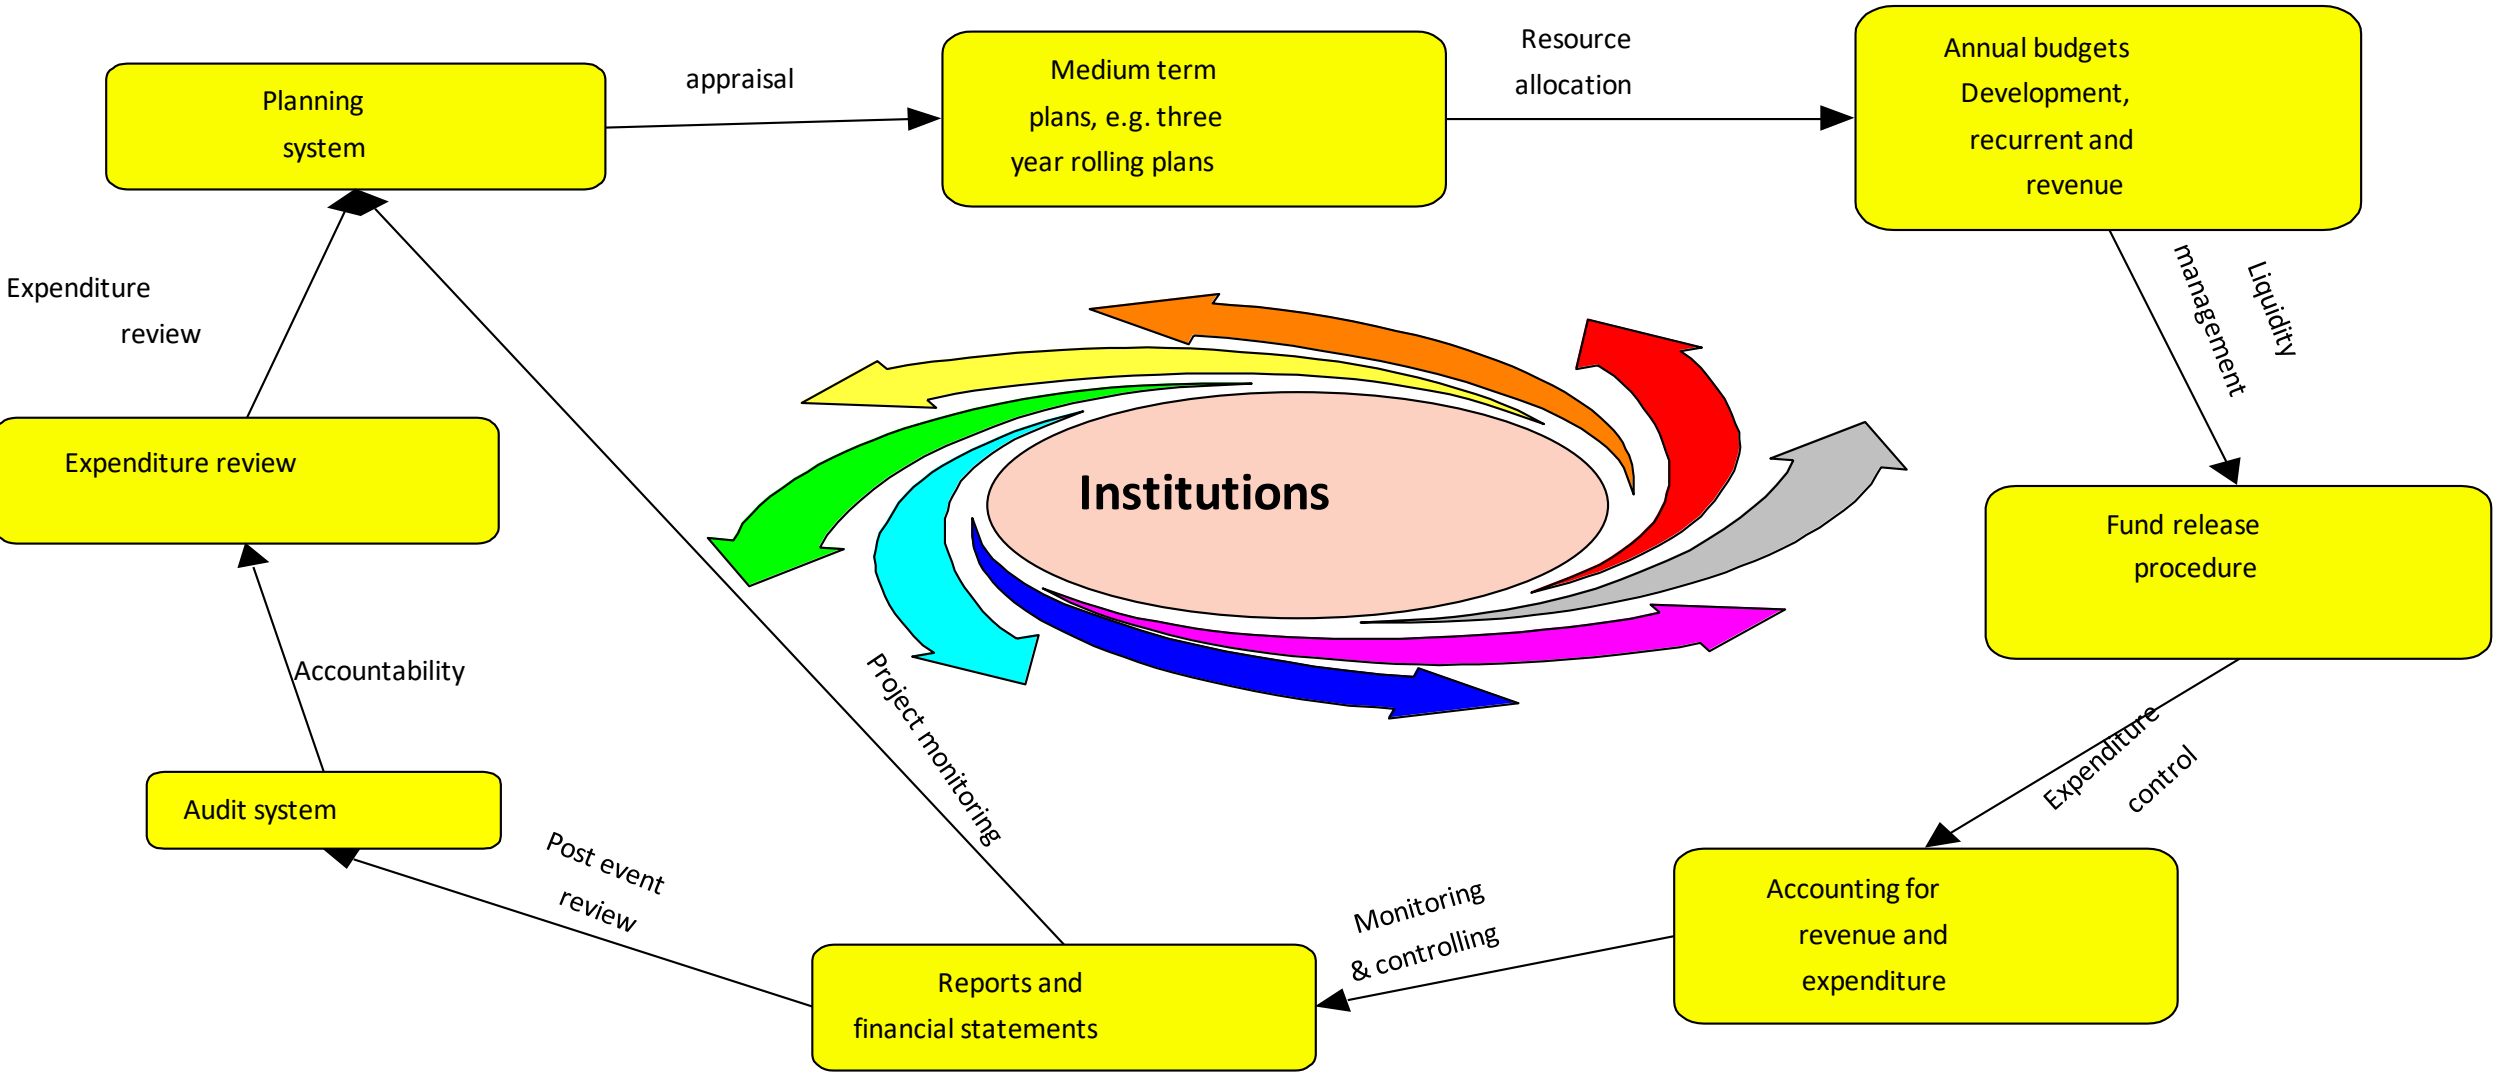 Planning
system
appraisal
Medium term
plans, e.g. three
year rolling plans
Resource
allocation
Annual budgets
Development,
recurrent and
revenue
Liquidity
management
Fund release
procedure
Expenditure
control
Accounting for
revenue and
expenditure
Monitoring
& controlling
Reports and
financial statements
Project monitoring
Post event
review
Audit system
Accountability
Expenditure review
Expenditure
review
Institutions